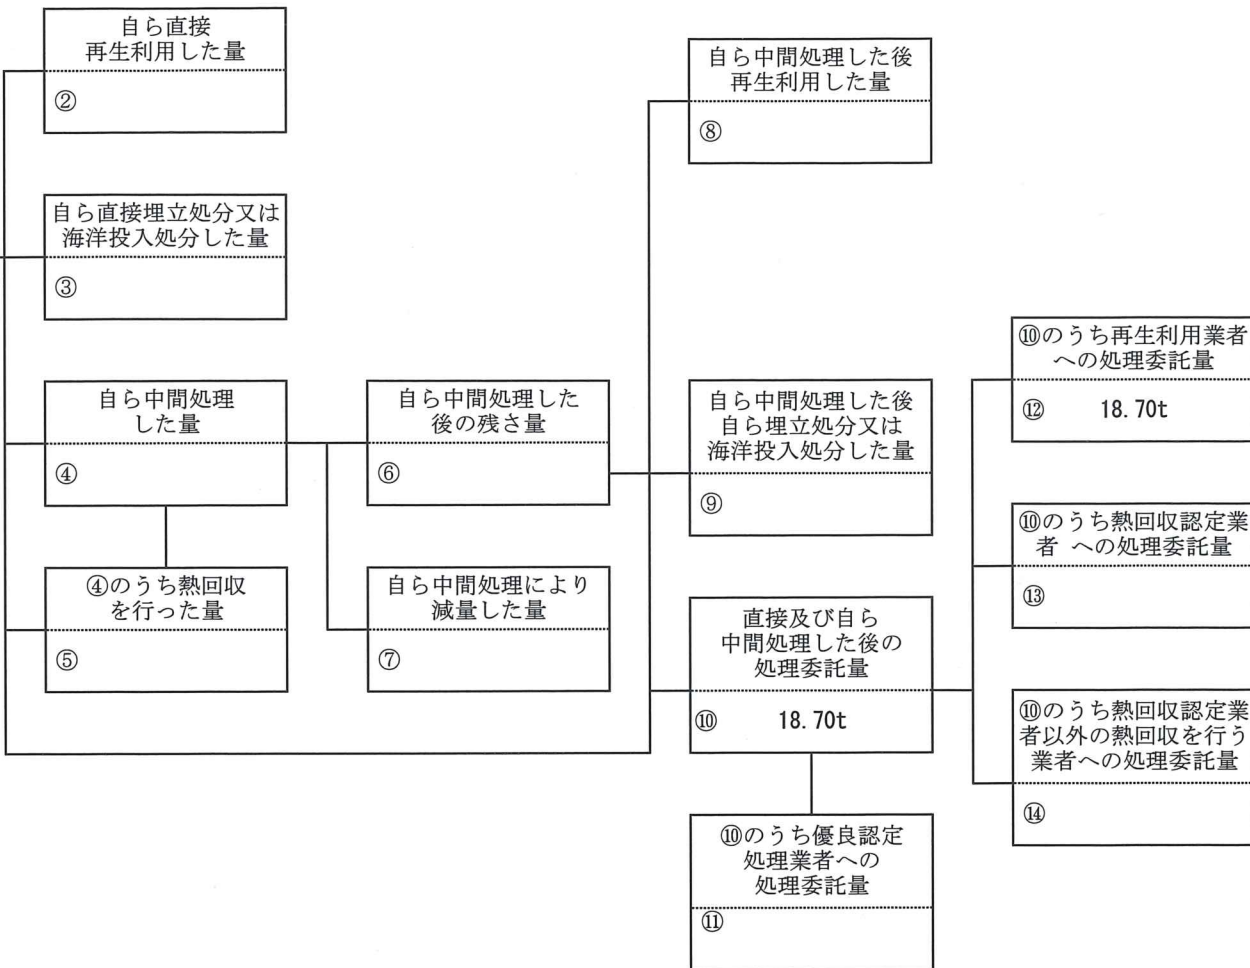 自ら直接
再生利用した量
②
自ら直接埋立処分又は
海洋投入処分した量
③
自ら中間処理
した量
④
④のうち熱回収
を行った量
⑤
自ら中間処理した
後の残さ量
⑥
自ら中間処理により
減量した量
⑦
自ら中間処理した後
再生利用した量
⑧
自ら中間処理した後
自ら埋立処分又は
海洋投入処分した量
⑨
直接及び自ら
中間処理した後の
処理委託量
⑩ 18.70t
⑩のうち優良認定
処理業者への
処理委託量
⑪
⑩のうち再生利用業者
への処理委託量
⑫ 18.70t
⑩のうち熱回収認定業
者 への処理委託量
⑬
⑩のうち熱回収認定業
者以外の熱回収を行う
業者への処理委託量
⑭